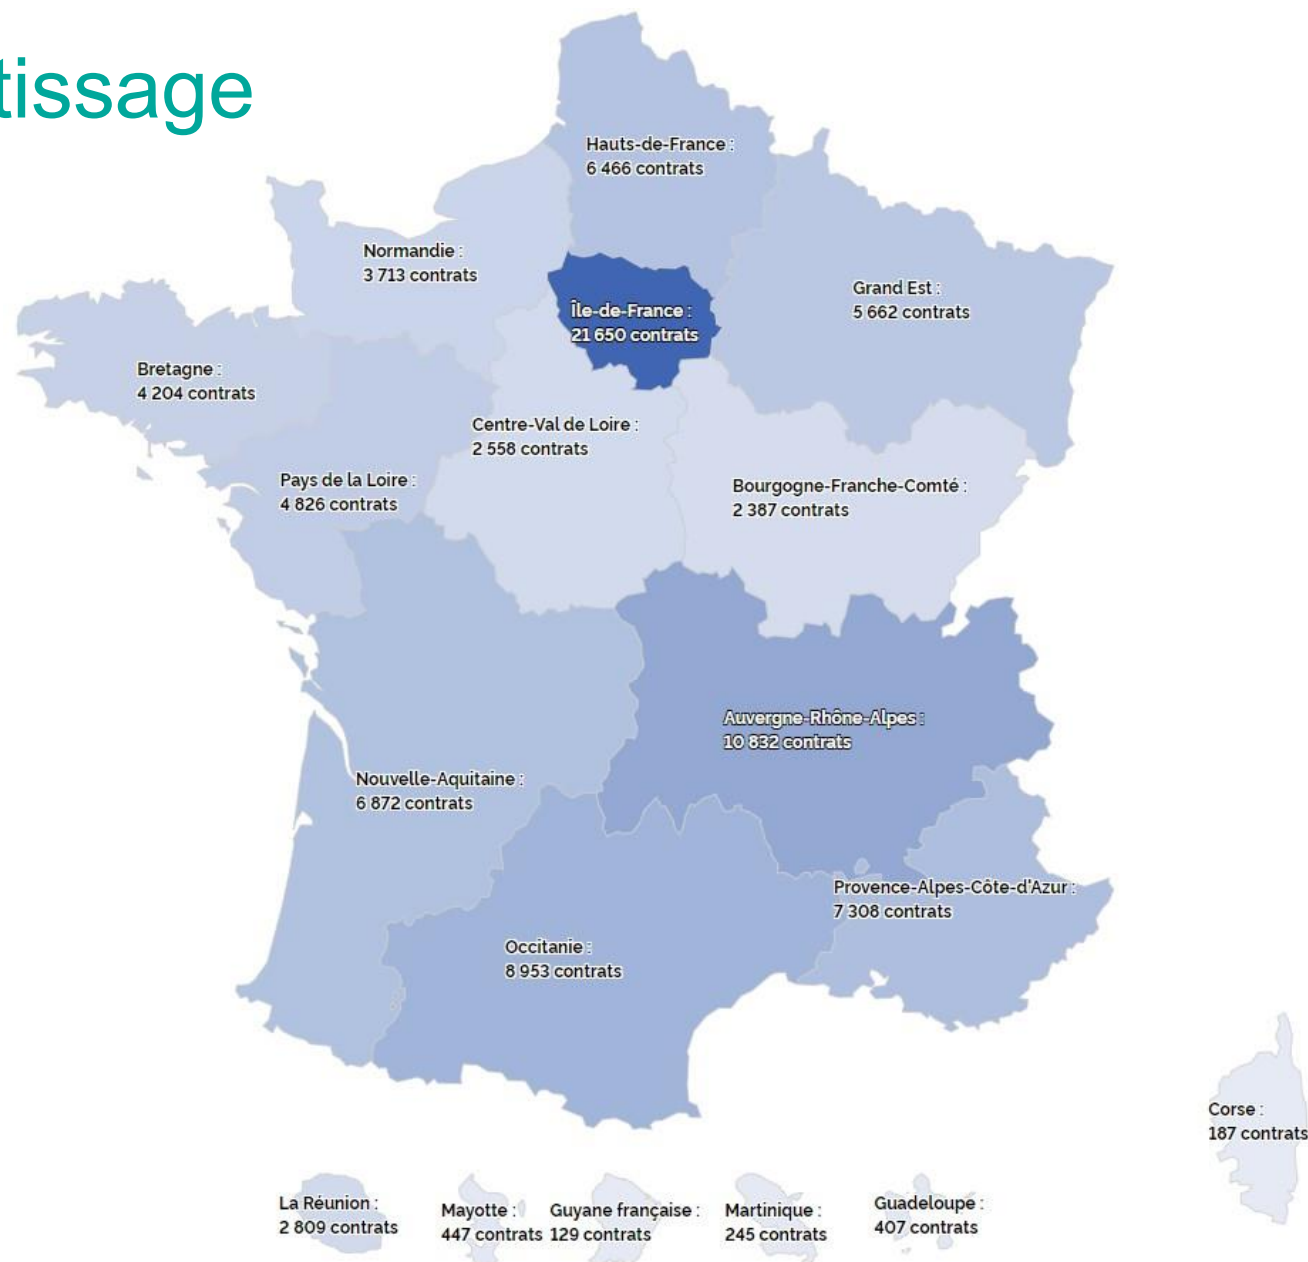 tissage
Hauts-de-France :
6 466 contrats
Normandie :
3 713 contrats
Île-de-France :
21 650 contrats
Grand Est :
5 662 contrats
Bretagne :
4 204 contrats
Centre-Val de Loire :
2 558 contrats
Pays de la Loire :
4 826 contrats
Bourgogne-Franche-Comté :
2 387 contrats
Auvergne-Rhône-Alpes :
10 832 contrats
Nouvelle-Aquitaine :
6 872 contrats
Provence-Alpes-Côte-d'Azur :
7 308 contrats
Occitanie :
8 953 contrats
Corse :
187 contrats
La Réunion :
2 809 contrats
Mayotte :
447 contrats
Guyane française :
129 contrats
Martinique :
245 contrats
Guadeloupe :
407 contrats